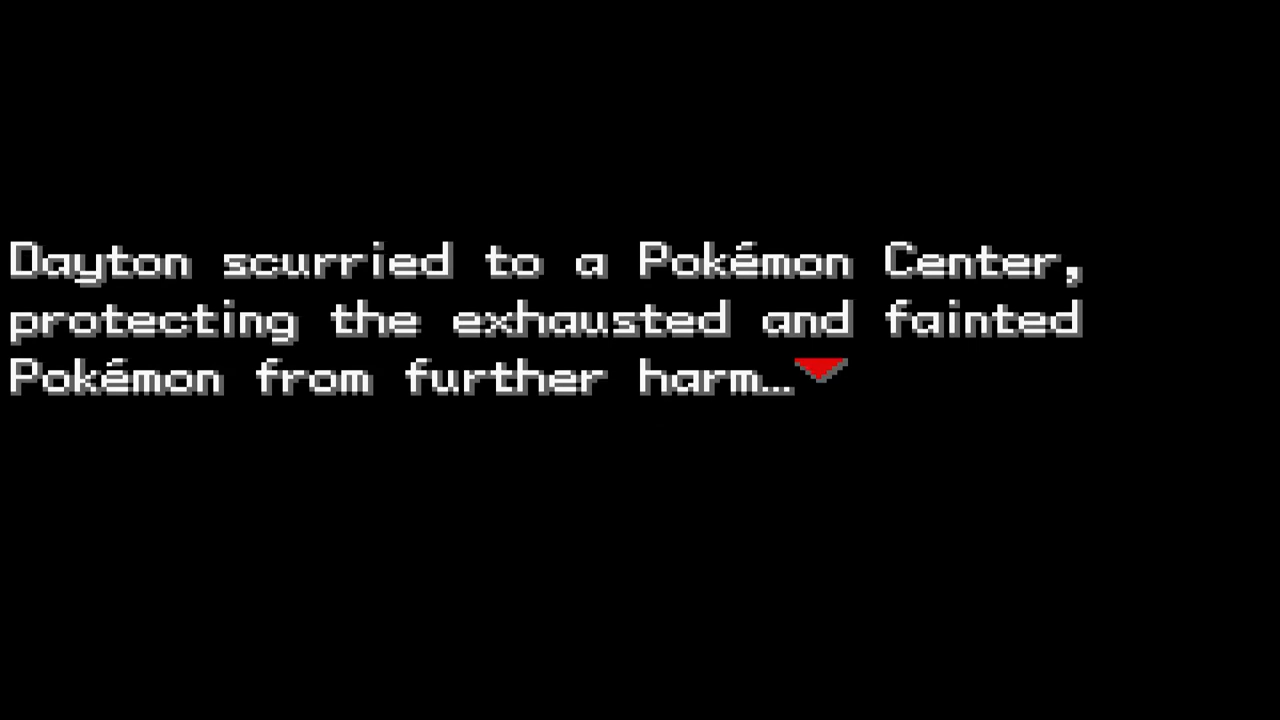 Dayton scurried to a Pokémon Center,
protecting the exhausted and fainted
Pokémon from further harm…